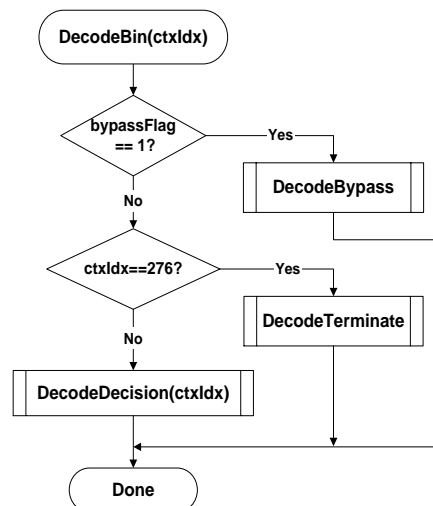 DecodeBin(ctxIdx)
bypassFlag
== 1?
Yes
DecodeBypass
No
ctxIdx==276?
Yes
DecodeTerminate
No
DecodeDecision(ctxIdx)
Done